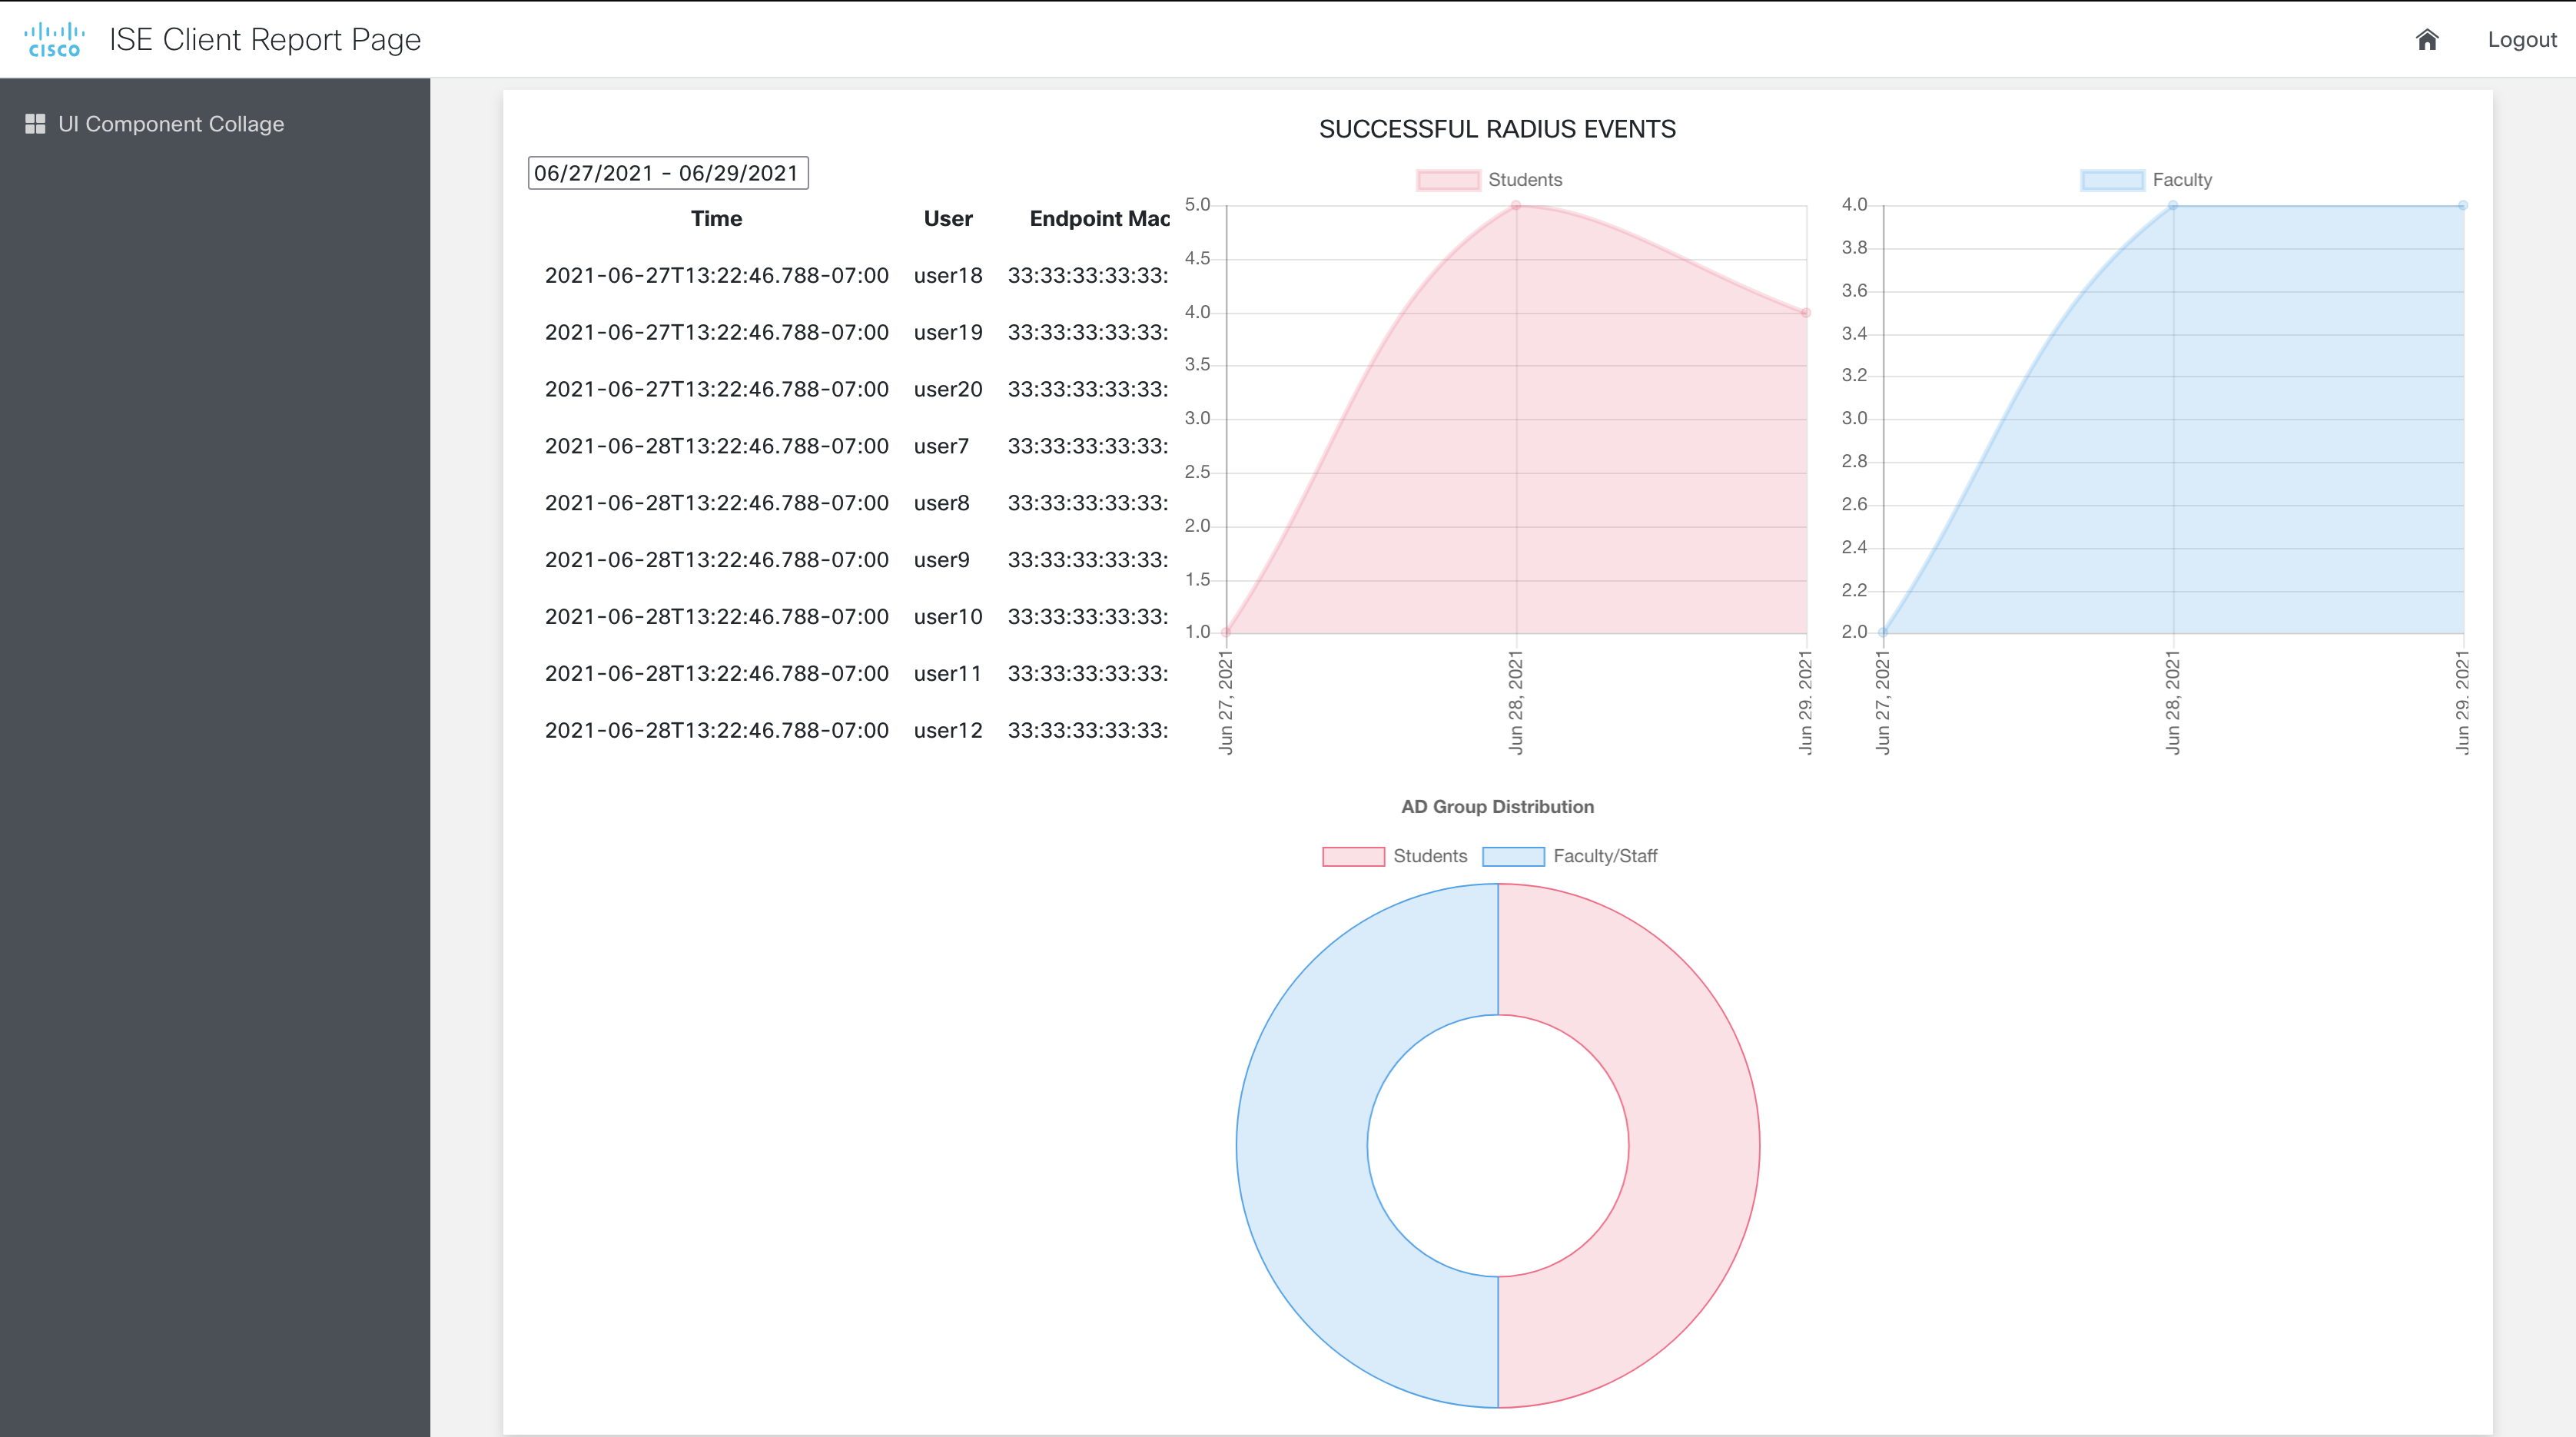 CISCO ISE Client Report Page
Logout
UI Component Collage
SUCCESSFUL RADIUS EVENTS
06/27/2021 - 06/29/2021
Time User Endpoint Mac
2021-06-27T13:22:46.788-07:00 user18 33:33:33:33:33:
2021-06-27T13:22:46.788-07:00 user19 33:33:33:33:33:
2021-06-27T13:22:46.788-07:00 user20 33:33:33:33:33:
2021-06-28T13:22:46.788-07:00 user7 33:33:33:33:33:
2021-06-28T13:22:46.788-07:00 user8 33:33:33:33:33:
2021-06-28T13:22:46.788-07:00 user9 33:33:33:33:33:
2021-06-28T13:22:46.788-07:00 user10 33:33:33:33:33:
2021-06-28T13:22:46.788-07:00 user11 33:33:33:33:33:
2021-06-28T13:22:46.788-07:00 user12 33:33:33:33:33:
Students
5.0
4.5
4.0
3.5
3.0
2.5
2.0
1.5
1.0
Jun 27, 2021
Jun 28, 2021
Jun 29, 2021
Faculty
4.0
3.8
3.6
3.4
3.2
3.0
2.8
2.6
2.4
2.2
2.0
Jun 27, 2021
Jun 28, 2021
Jun 29, 2021
AD Group Distribution
Students Faculty/Staff